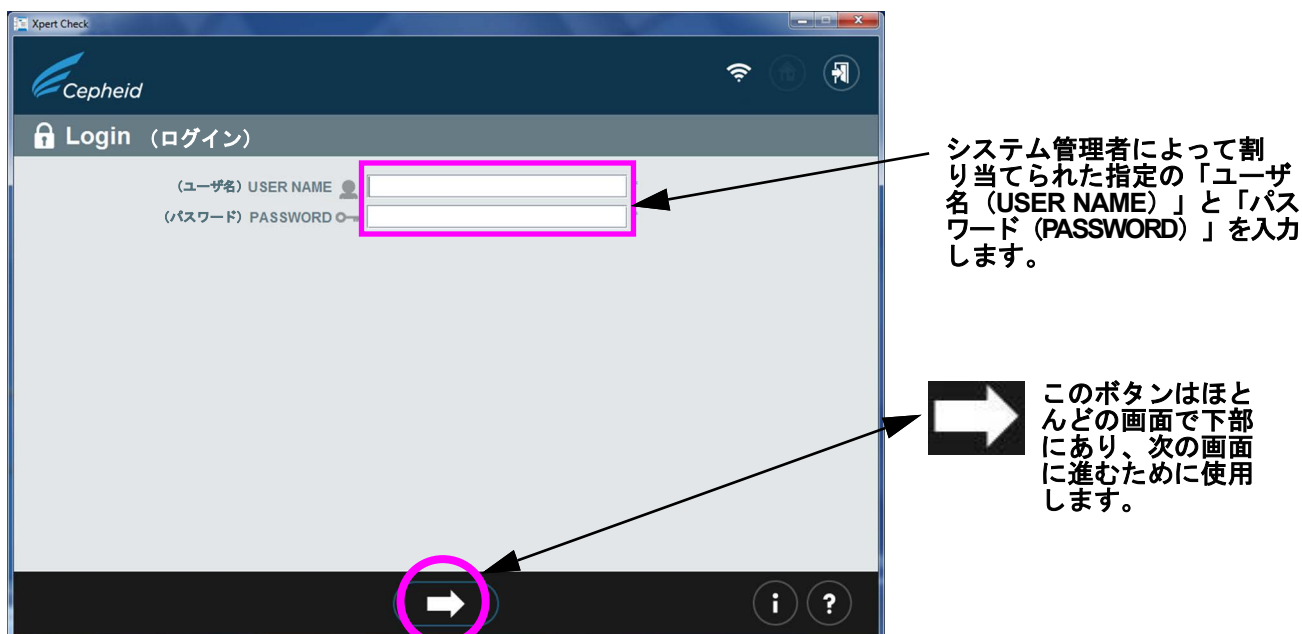 Xpert Check
Cepheid
Login （ログイン）
（ユーザ名）USER NAME
（パスワード）PASSWORD
システム管理者によって割
り当てられた指定の「ユーザ
名（USER NAME）」と「パス
ワード（PASSWORD）」を入力
します。
このボタンはほと
んどの画面で下部
にあり、次の画面
に進むために使用
します。
i ?